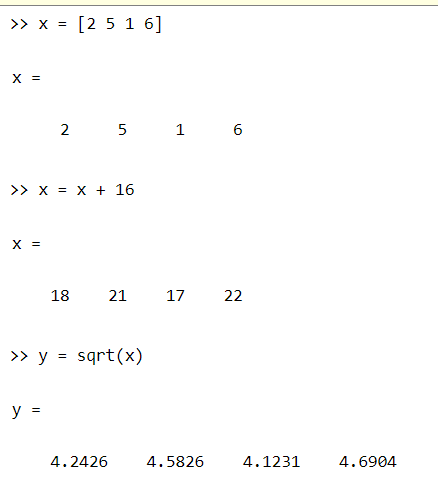 >> x = [2 5 1 6]
x =
2 5 1 6
>> x = x + 16
x =
18 21 17 22
>> y = sqrt(x)
y =
4.2426 4.5826 4.1231 4.6904